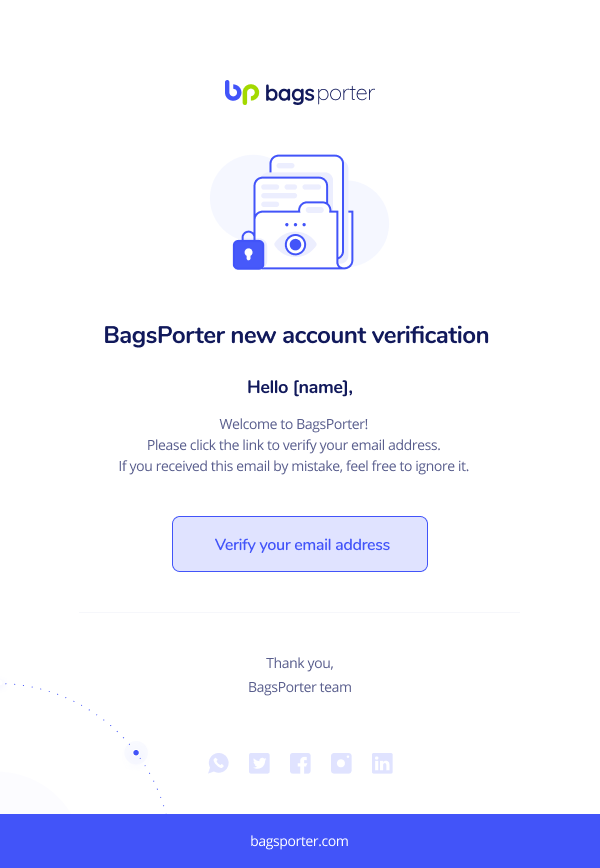 bp bagsporter
BagsPorter new account verification
Hello [name],
Welcome to BagsPorter!
Please click the link to verify your email address.
If you received this email by mistake, feel free to ignore it.
Verify your email address
Thank you,
BagsPorter team
in
bagsporter.com